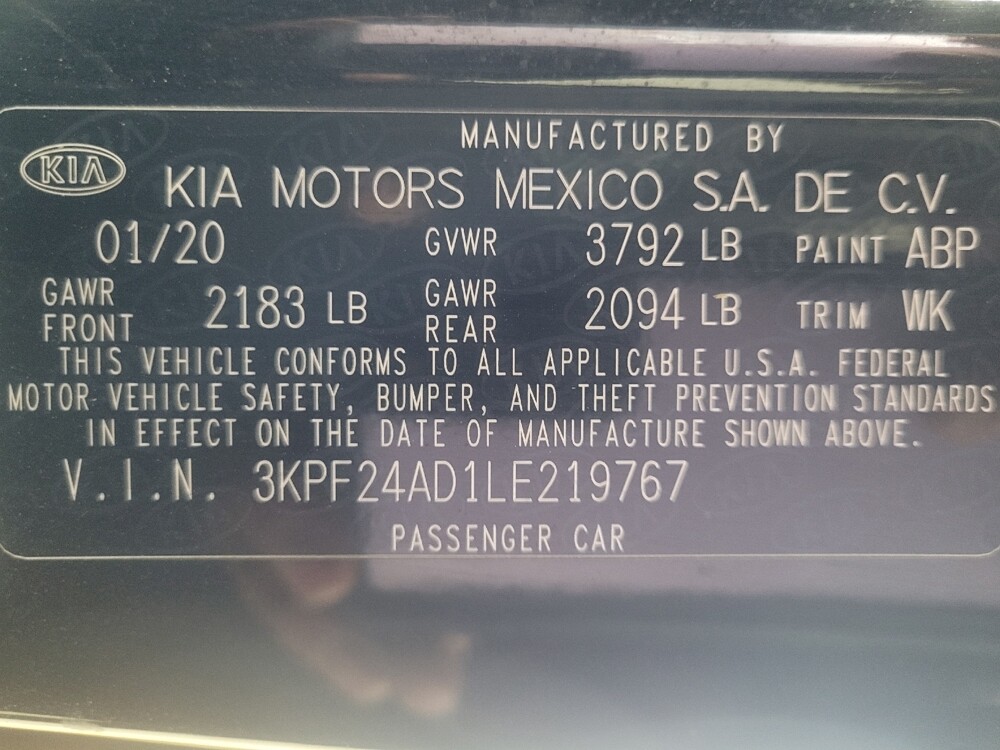 MANUFACTURED BY
KIA
KIA MOTORS MEXICO S.A. DE C.V.
01/20 GVWR 3792 LB PAINT ABP
GAWR FRONT 2183 LB GAWR REAR 2094 LB TRIM WK
THIS VEHICLE CONFORMS TO ALL APPLICABLE U.S.A. FEDERAL
MOTOR VEHICLE SAFETY, BUMPER, AND THEFT PREVENTION STANDARDS
IN EFFECT ON THE DATE OF MANUFACTURE SHOWN ABOVE.
V.I.N. 3KPF24AD1LE219767
PASSENGER CAR